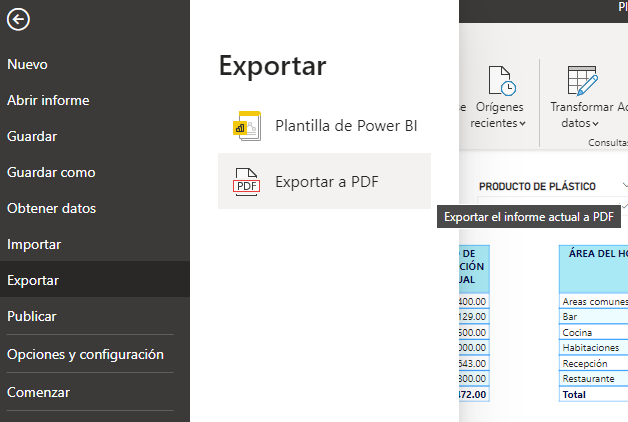 Nuevo
Abrir informe
Guardar
Guardar como
Obtener datos
Importar
Exportar
Publicar
Opciones y configuración
Comenzar
Exportar
Plantilla de Power BI
PDF
Exportar a PDF
Exportar el informe actual a PDF
Pl
se
Orígenes
recientes
Transformar
datos
Ac
Consultas
PRODUCTO DE PLÁSTICO
O DE
CIÓN
UAL
400.00
129.00
500.00
000.00
543.00
800.00
472.00
ÁREA DEL HO
Areas comunes
Bar
Cocina
Habitaciones
Recepción
Restaurante
Total